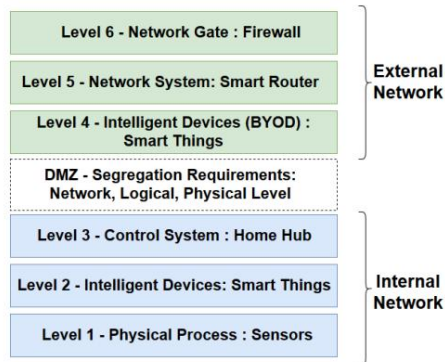 Level 6 - Network Gate : Firewall
Level 5 - Network System: Smart Router
Level 4 - Intelligent Devices (BYOD) :
Smart Things
External
Network
DMZ - Segregation Requirements:
Network, Logical, Physical Level
Level 3 - Control System : Home Hub
Level 2 - Intelligent Devices: Smart Things
Level 1 - Physical Process : Sensors
Internal
Network